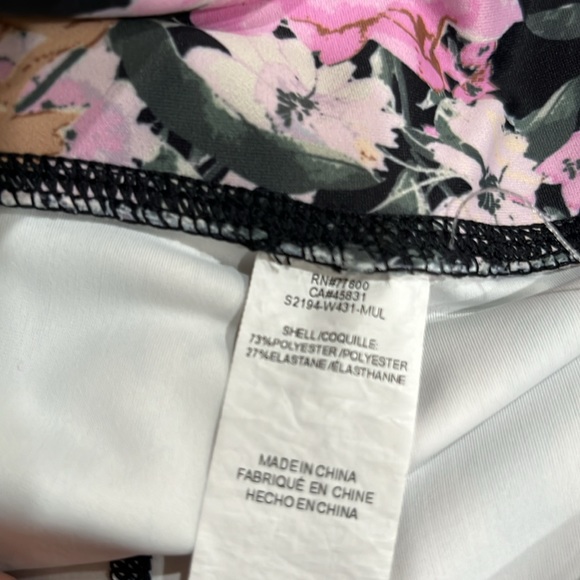 RN#77800
CA#45831
S2194-W431-MUL
SHELL/COQUILLE:
73%POLYESTER/POLYESTER
27%ELASTANE/ÉLASTHANNE
MADE IN CHINA
FABRIQUÉ EN CHINE
HECHO EN CHINA